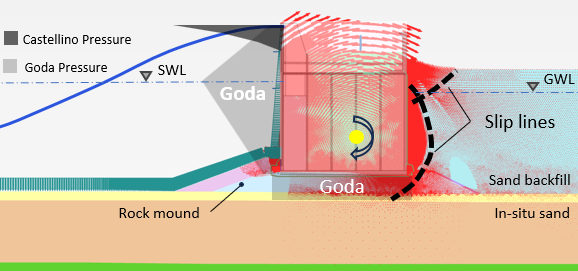 Castellino Pressure
Goda Pressure
SWL
GWL
Goda
Slip lines
Sand backfill
Goda
Rock mound
In-situ sand